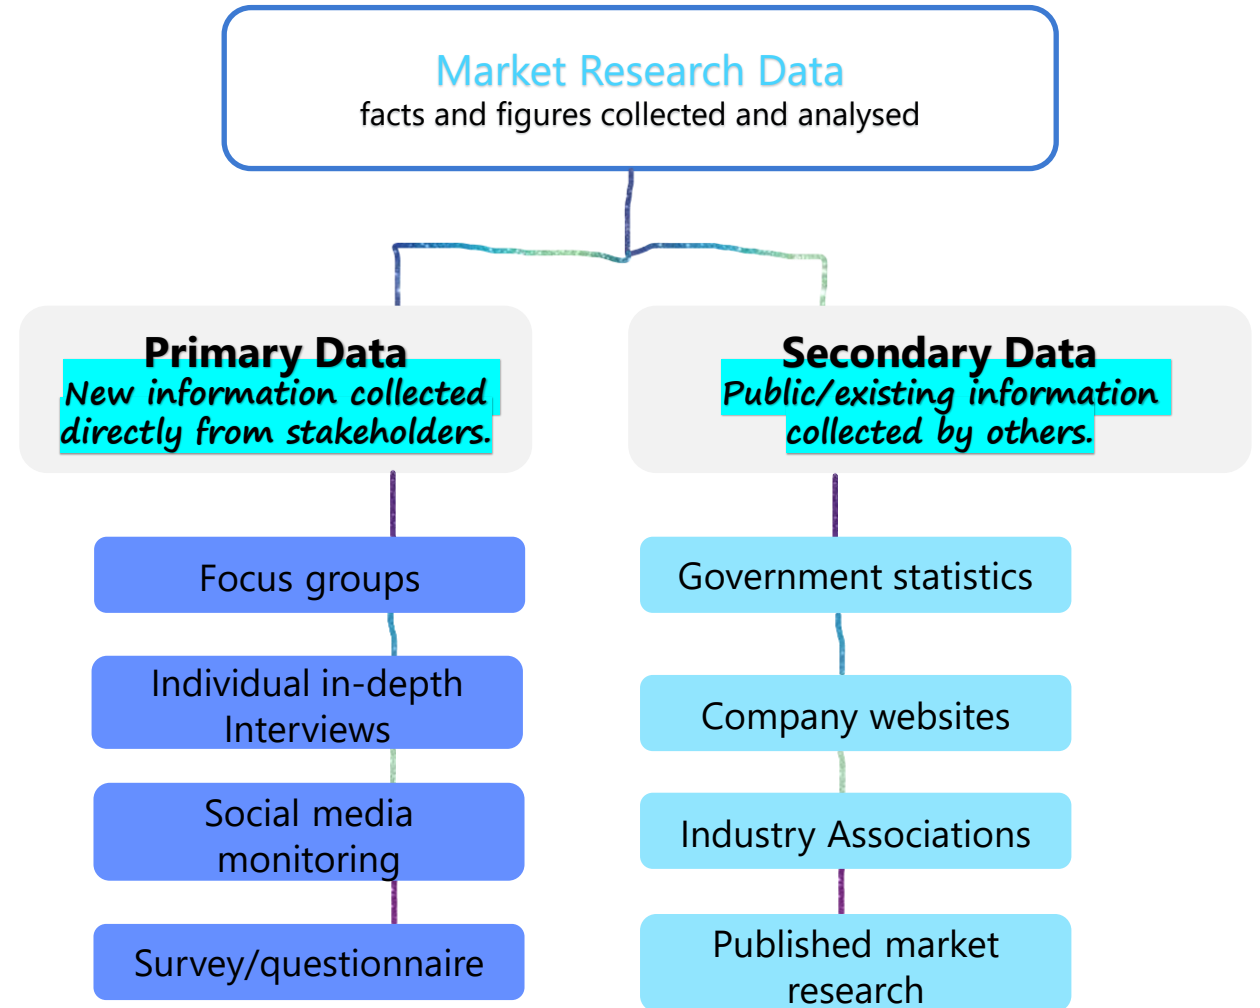 Market Research Data
facts and figures collected and analysed
Primary Data
New information collected
directly from stakeholders.
Focus groups
Individual in-depth
Interviews
Social media
monitoring
Survey/questionnaire
Secondary Data
Public/existing information
collected by others.
Government statistics
Company websites
Industry Associations
Published market
research